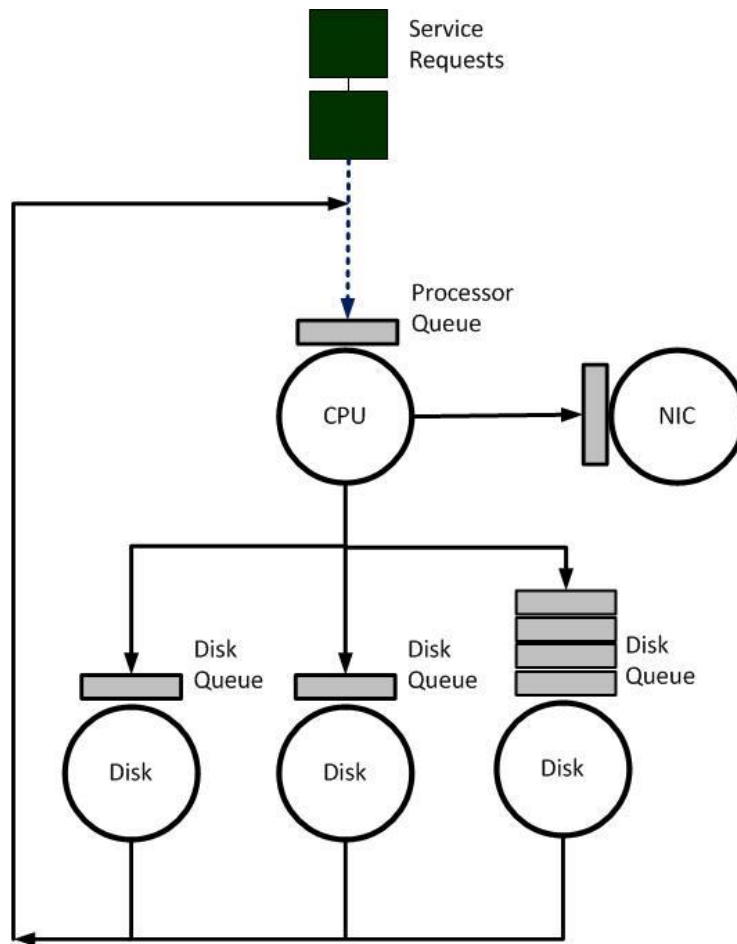 Service
Requests
Processor
Queue
CPU
NIC
Disk
Queue
Disk
Queue
Disk
Queue
Disk
Disk
Disk